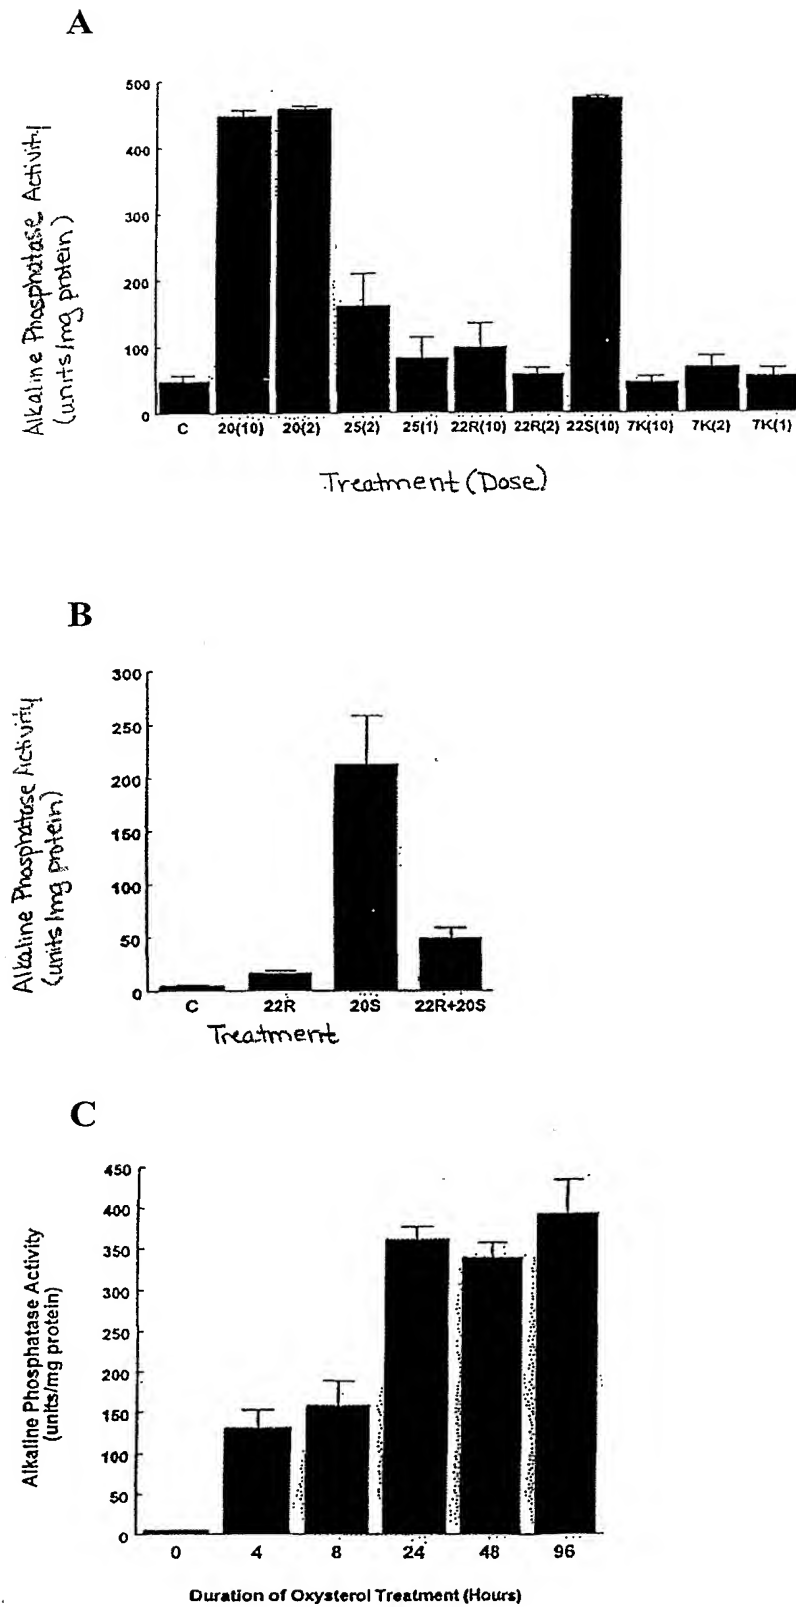 A
500
400
300
200
100
0
Alkaline Phosphatase Activity
(units/mg protein)
C 20(10) 20(2) 25(2) 25(1) 22R(10) 22R(2) 22S(10) 7K(10) 7K(2) 7K(1)
Treatment (Dose)
B
300
250
200
150
100
50
0
Alkaline Phosphatase Activity
(units/mg protein)
C 22R 20S 22R+20S
Treatment
C
450
400
350
300
250
200
150
100
50
0
Alkaline Phosphatase Activity
(units/mg protein)
0 4 8 24 48 96
Duration of Oxysterol Treatment (Hours)